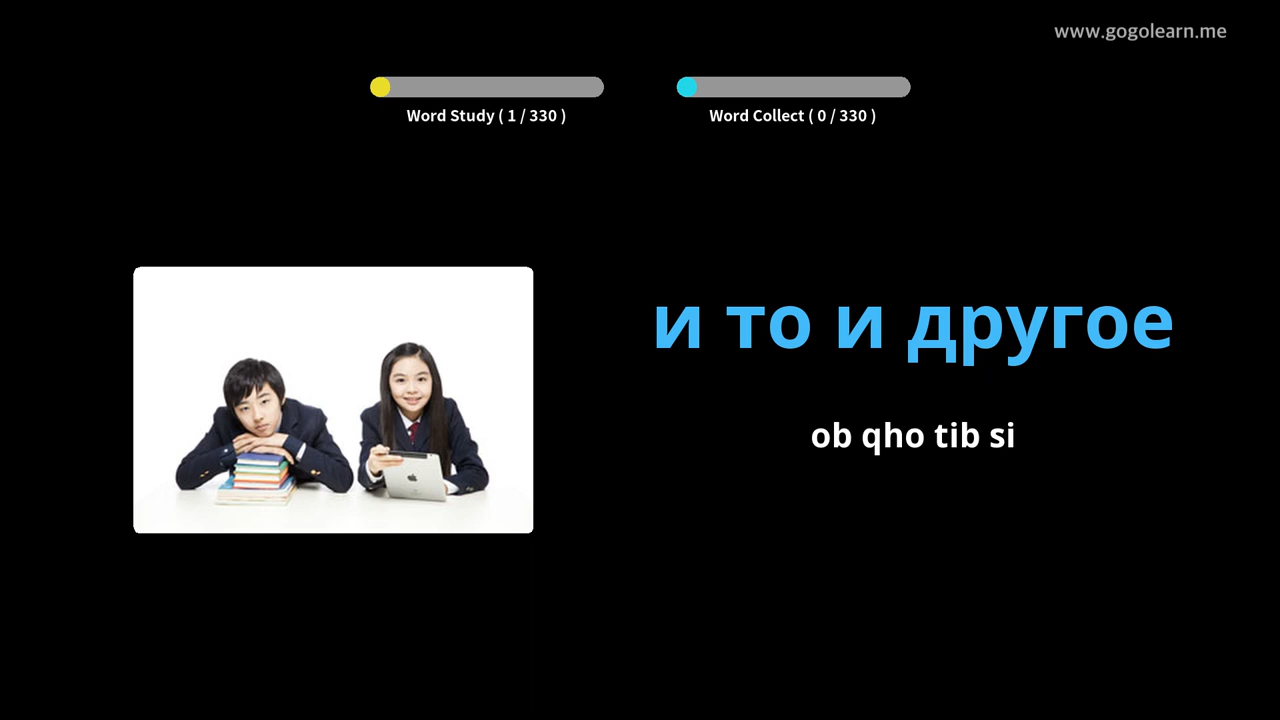 www.gogolearn.me
Word Study ( 1 / 330 )
Word Collect ( 0 / 330 )
и то и другое
ob qho tib si